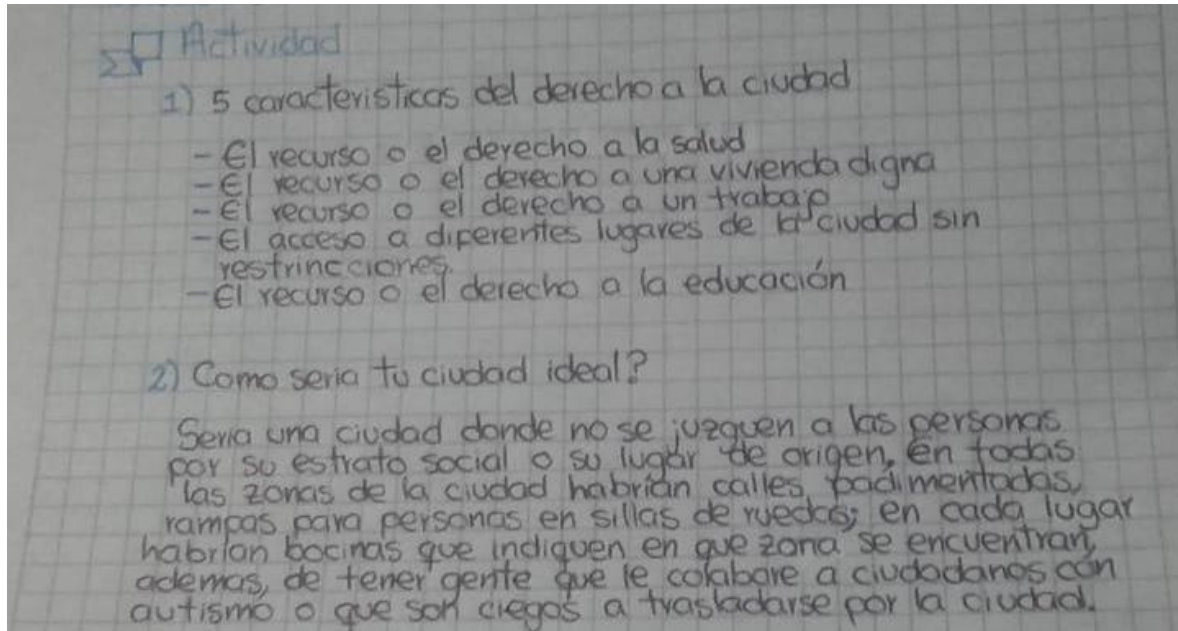 Actividad
1) 5 caracteristicas del derecho a la ciudad
- El recurso o el derecho a la salud
- El recurso o el derecho a una vivienda digna
- El recurso o el derecho a un trabajo
- El acceso a diferentes lugares de la ciudad sin
restrincciones.
- El recurso o el derecho a la educación
2) Como seria tu ciudad ideal?
Seria una ciudad donde no se juzguen a las personas
por su estrato social o su lugar de origen, en todas
las zonas de la ciudad habrían calles padimentadas,
rampas para personas en sillas de ruedas; en cada lugar
habrían bocinas que indiquen en que zona se encuentran,
ademas, de tener gente que le colabore a ciudadanos con
autismo o que son ciegos a trasladarse por la ciudad.